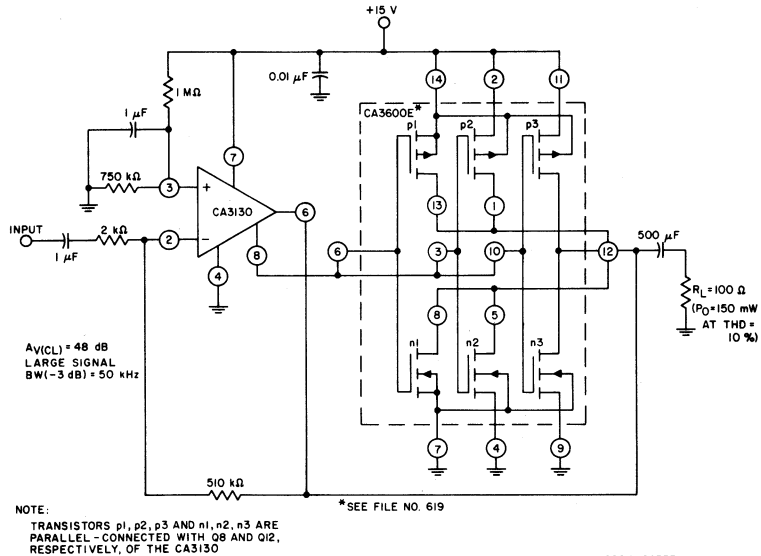 +15 V
0.01 µF
1 MΩ
1 µF
750 kΩ
3
+
7
CA3130
6
INPUT
1 µF
2 kΩ
2
−
8
4
14
2
11
CA3600E*
p1
p2
p3
13
1
6
3
10
12
500 µF
RL=100 Ω
(PO=150 mW
AT THD=
10 %)
8
5
n1
n2
n3
7
4
9
AV(CL) = 48 dB
LARGE SIGNAL
BW(-3 dB) = 50 kHz
510 kΩ
*SEE FILE NO. 619
NOTE:
TRANSISTORS p1, p2, p3 AND n1, n2, n3 ARE
PARALLEL-CONNECTED WITH Q8 AND Q12,
RESPECTIVELY, OF THE CA3130